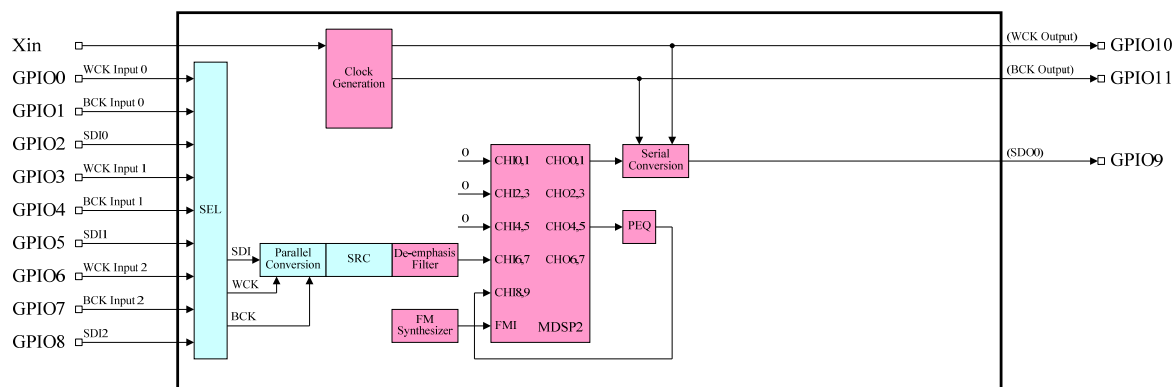 Xin
(WCK Output)
GPIO10
GPIO0
WCK Input 0
Clock
Generation
(BCK Output)
GPIO11
GPIO1
BCK Input 0
GPIO2
SDI0
0
CHI0,1
CHO0,1
Serial
Conversion
(SDO0)
GPIO9
GPIO3
WCK Input 1
0
CHI2,3
CHO2,3
GPIO4
BCK Input 1
SEL
0
CHI4,5
CHO4,5
PEQ
GPIO5
SDI1
SDI
Parallel
Conversion
SRC
De-emphasis
Filter
CHI6,7
CHO6,7
GPIO6
WCK Input 2
WCK
CHI8,9
GPIO7
BCK Input 2
BCK
FM
Synthesizer
FMI
MDSP2
GPIO8
SDI2